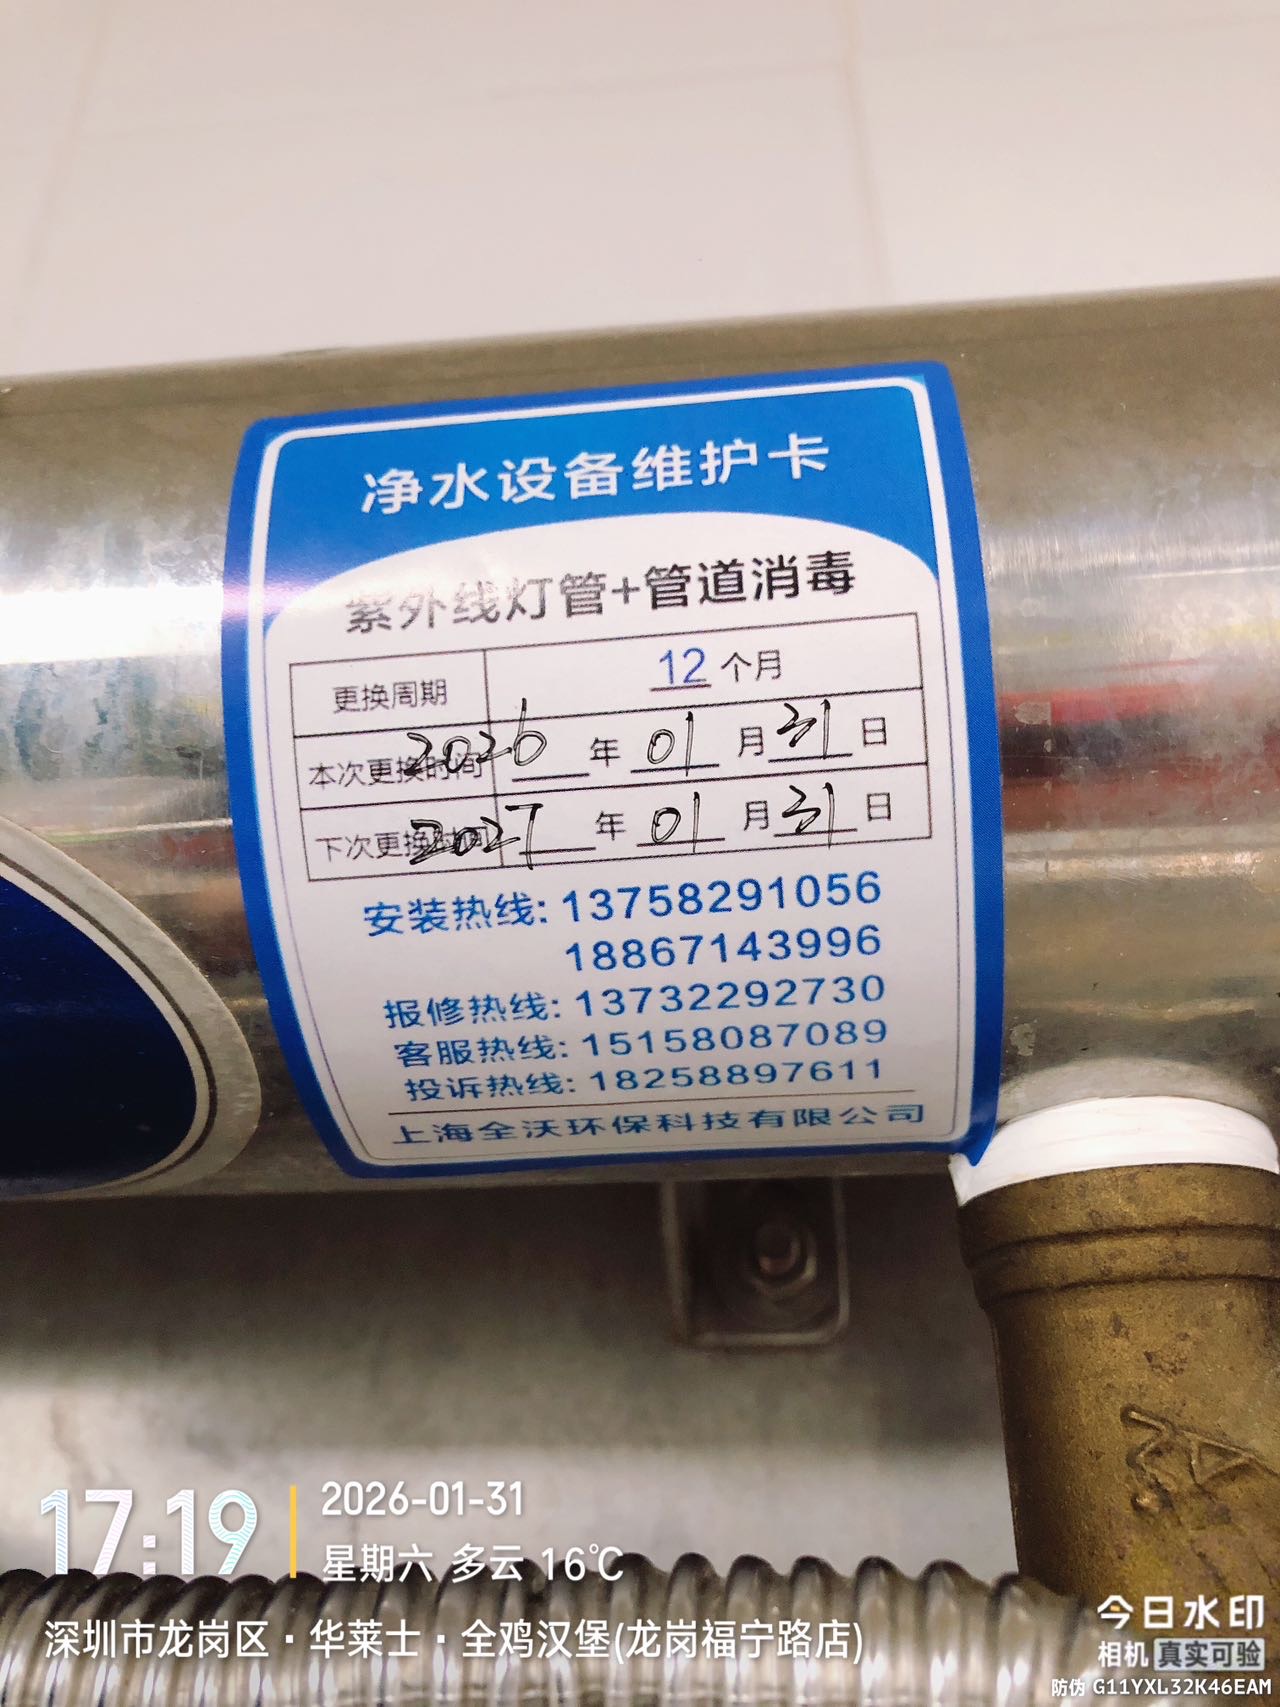 净水设备维护卡
紫外线灯管+管道消毒
更换周期 12 个月
本次更换时间 2026 年 01 月 31 日
下次更换时间 2027 年 01 月 31 日
安装热线: 13758291056
18867143996
报修热线: 13732292730
客服热线: 15158087089
投诉热线: 18258897611
上海全沃环保科技有限公司
17:19
2026-01-31
星期六 多云 16℃
深圳市龙岗区·华莱士·全鸡汉堡(龙岗福宁路店)
今日水印
相机 真实可验
防伪 G11YXL32K46EAM